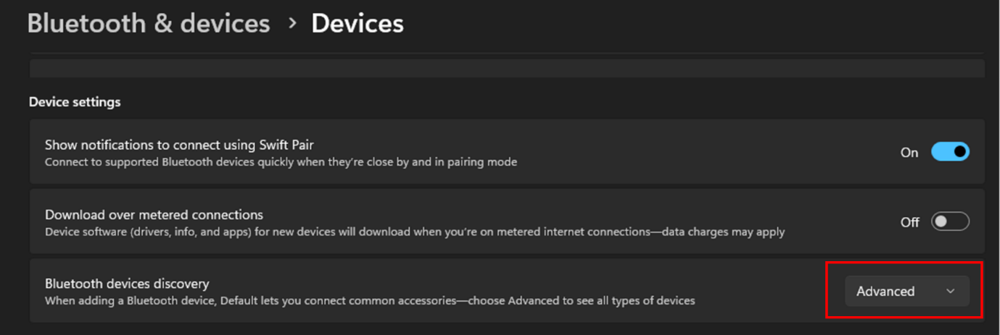 Bluetooth & devices > Devices
Device settings
Show notifications to connect using Swift Pair
Connect to supported Bluetooth devices quickly when they're close by and in pairing mode
On
Download over metered connections
Device software (drivers, info, and apps) for new devices will download when you're on metered internet connections—data charges may apply
Off
Bluetooth devices discovery
When adding a Bluetooth device, Default lets you connect common accessories—choose Advanced to see all types of devices
Advanced